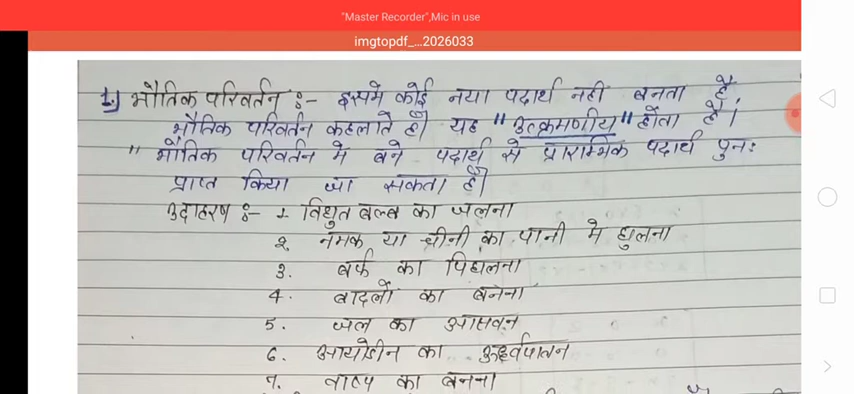 "Master Recorder",Mic in use
imgtopdf_...2026033
1.) भौतिक परिवर्तन :- इसमें कोई नया पदार्थ नही बनता है,
भौतिक परिवर्तन कहलाते है। यह "उत्क्रमणीय" होता है।
" भौतिक परिवर्तन में बने पदार्थ से प्रारम्भिक पदार्थ पुनः
प्राप्त किया जा सकता है।
उदाहरण :- 1. विधुत बल्ब का जलना
2. नमक या चीनी का पानी मे घुलना
3. बर्फ का पिघलना
4. बादलों का बनना
5. जल का आसवन
6. आयोडीन का ऊर्ध्वपातन
7. वाष्प का बनना